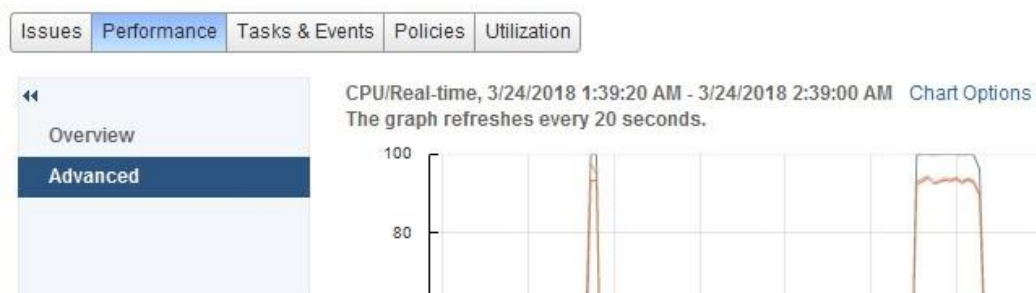 Issues Performance Tasks & Events Policies Utilization
CPU/Real-time, 3/24/2018 1:39:20 AM - 3/24/2018 2:39:00 AM Chart Options
The graph refreshes every 20 seconds.
Overview
Advanced
100
80